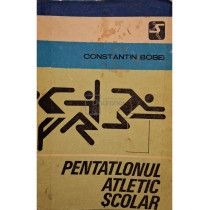 CONSTANTIN BOBEI
PENTATLONUL
ATLETIC
ȘCOLAR